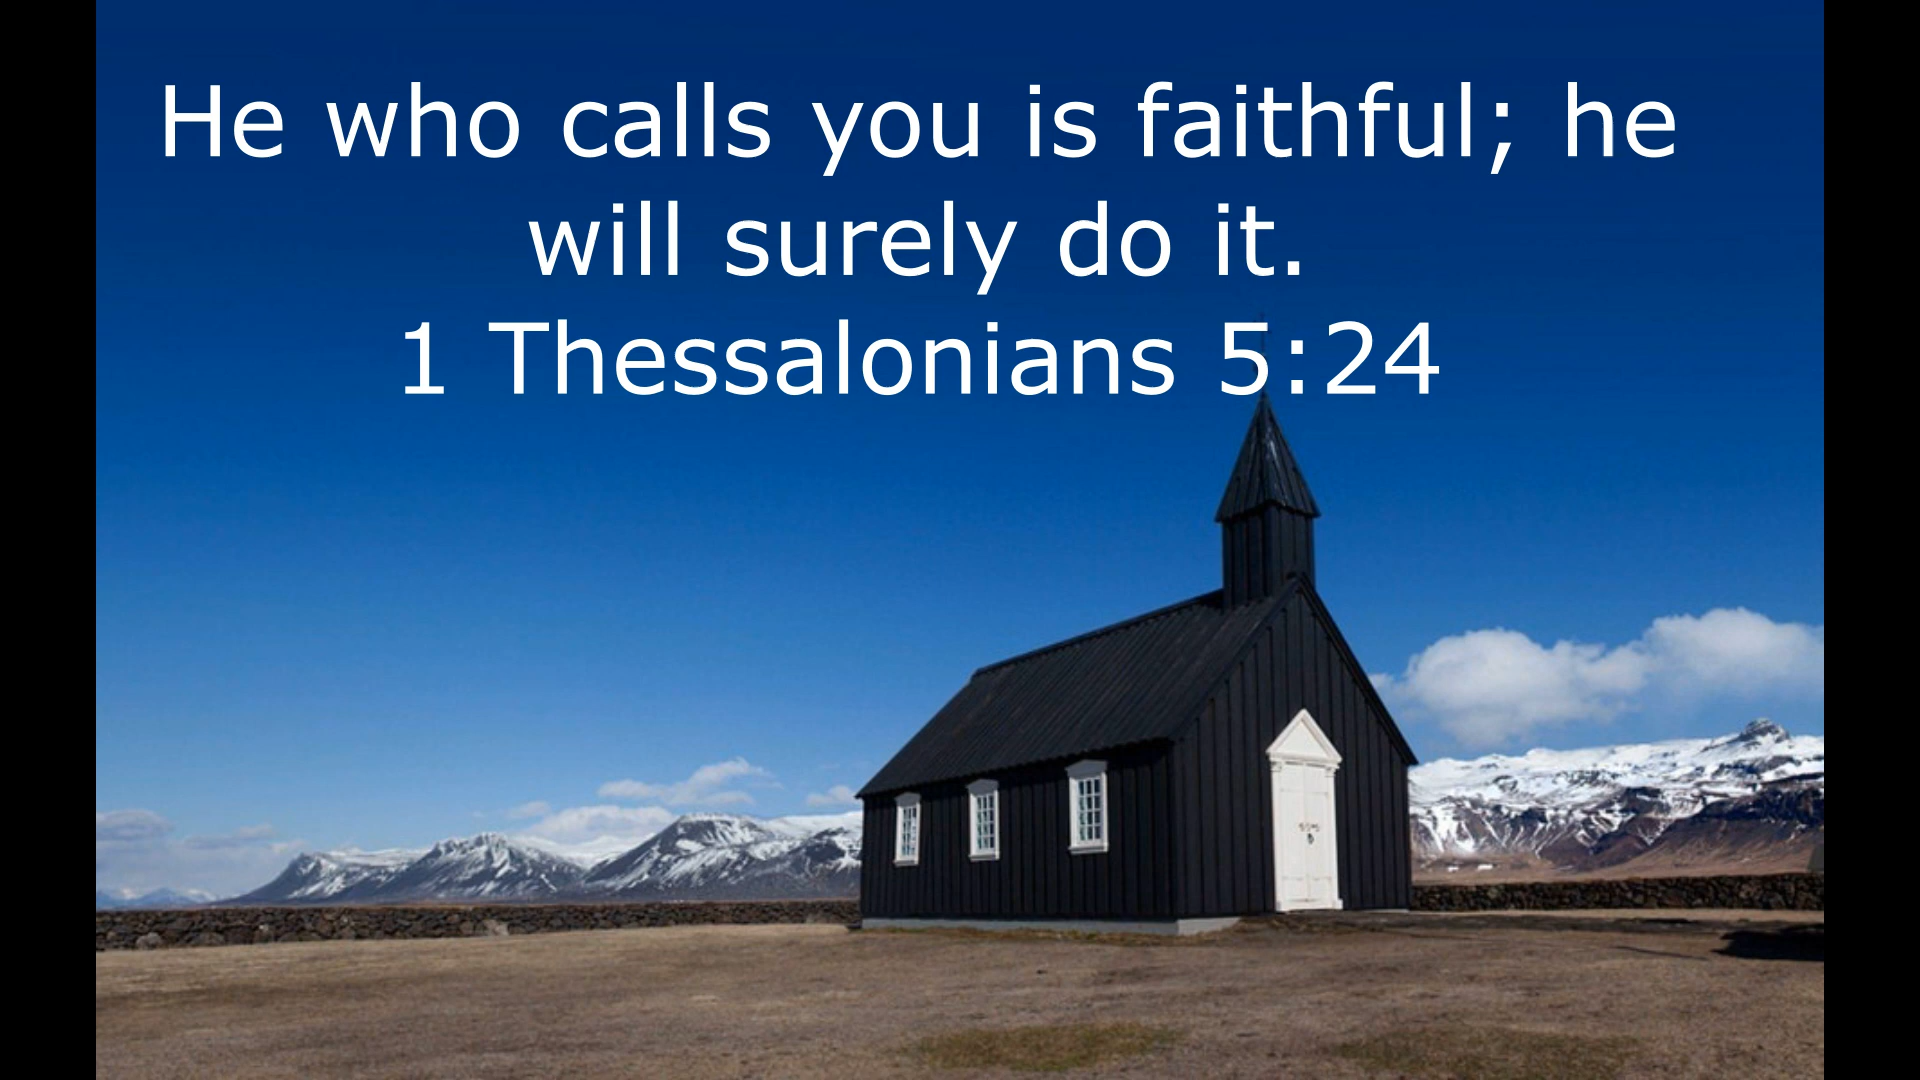 He who calls you is faithful; he
will surely do it.
1 Thessalonians 5:24